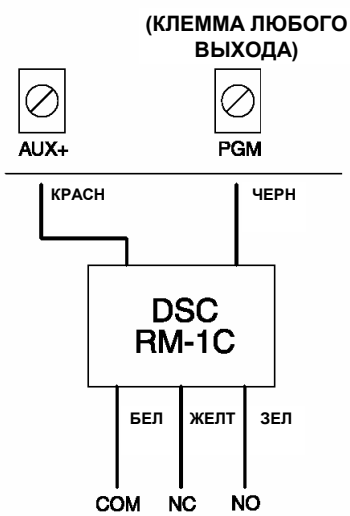 (КЛЕММА ЛЮБОГО
ВЫХОДА)
AUX+ PGM
КРАСН ЧЕРН
DSC
RM-1C
БЕЛ ЖЕЛТ ЗЕЛ
COM NC NO